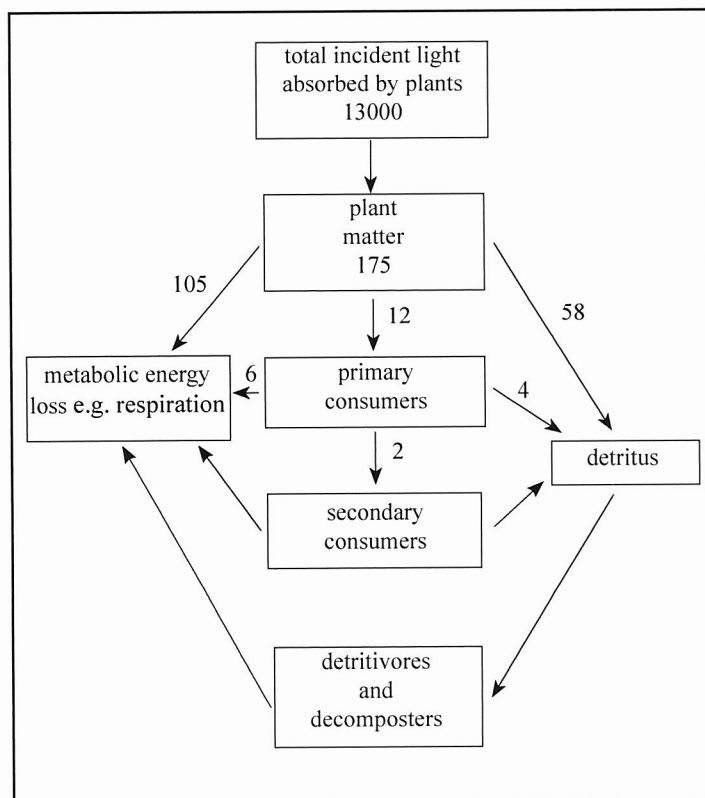 total incident light
absorbed by plants
13000
plant
matter
175
105
12
58
metabolic energy
loss e.g. respiration
6
primary
consumers
4
2
detritus
secondary
consumers
detritivores
and
decomposters